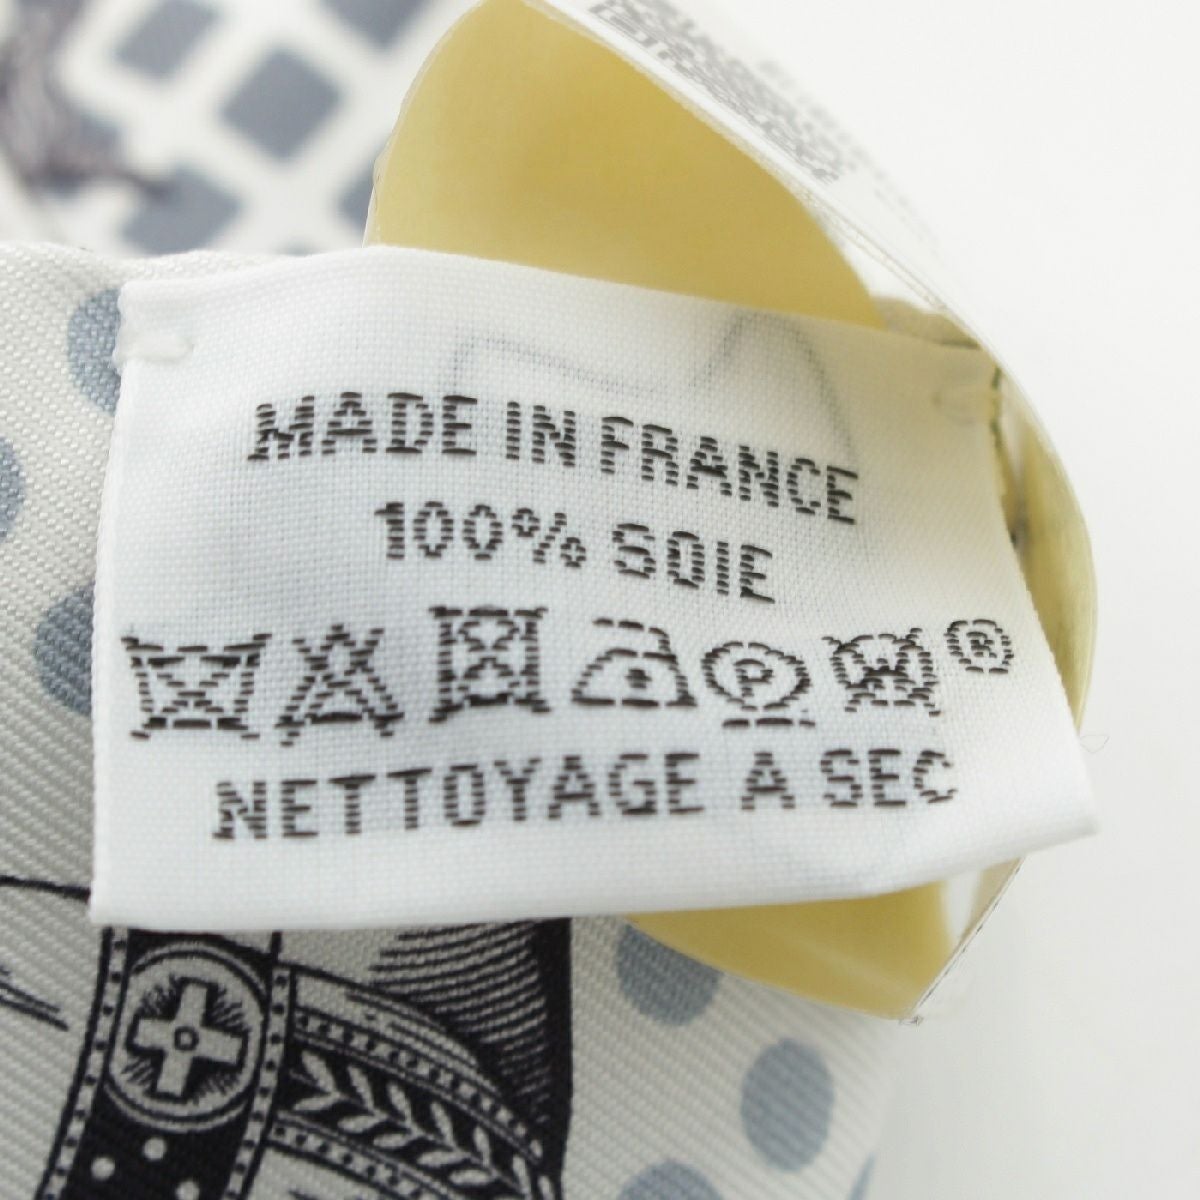 MADE IN FRANCE
100% SOIE
P W ®
NETTOYAGE A SEC